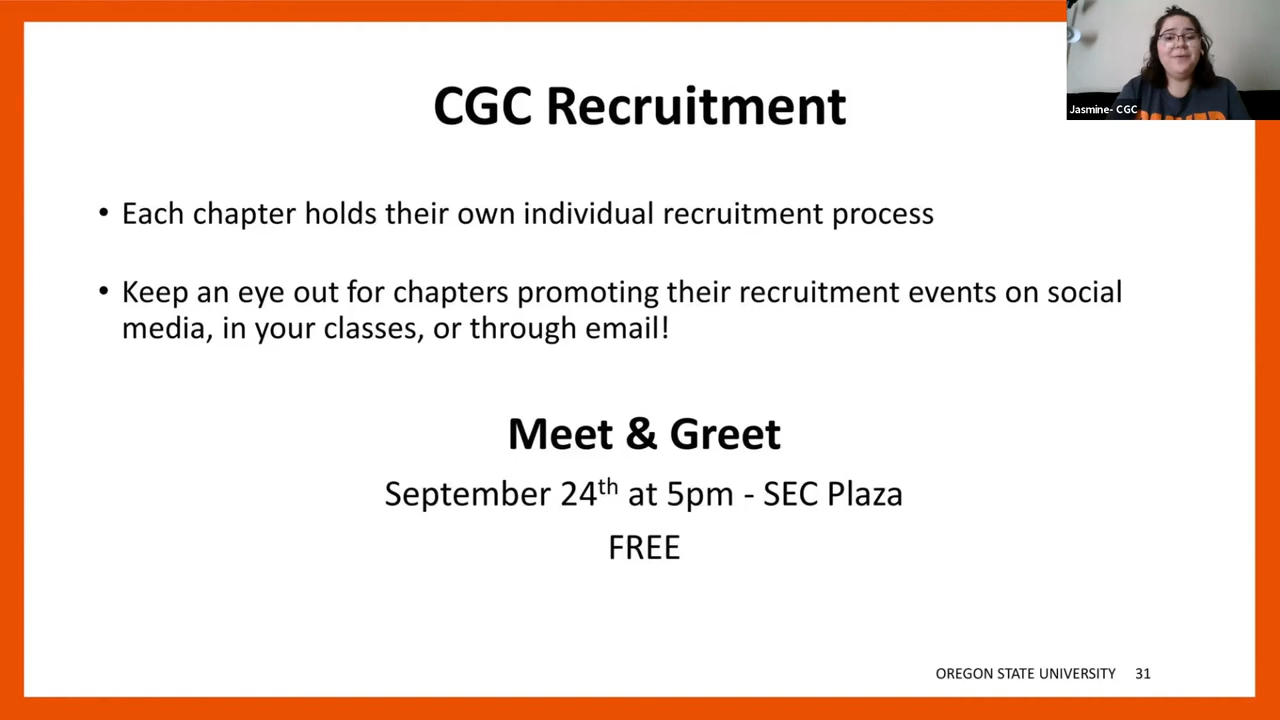 CGC Recruitment
Jasmine- CGC
• Each chapter holds their own individual recruitment process
• Keep an eye out for chapters promoting their recruitment events on social
media, in your classes, or through email!
Meet & Greet
September 24th at 5pm - SEC Plaza
FREE
OREGON STATE UNIVERSITY 31